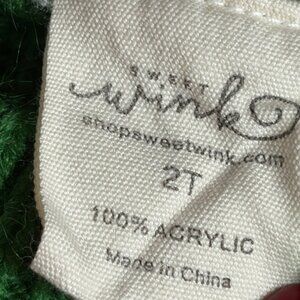 SWEET
wink
shopsweetwink.com
2T
100% ACRYLIC
Made in China